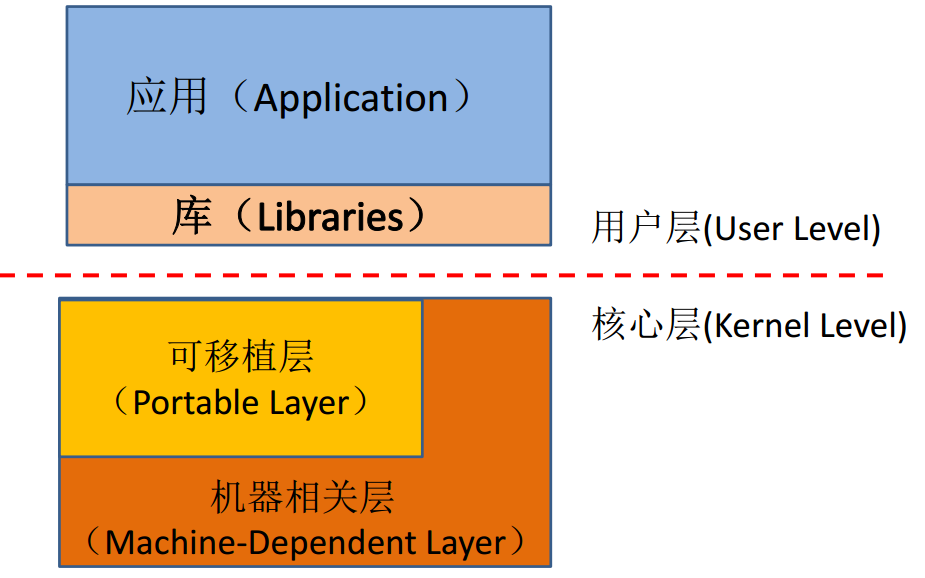 应用（Application）
库（Libraries）
用户层(User Level)
核心层(Kernel Level)
可移植层
（Portable Layer）
机器相关层
（Machine-Dependent Layer）